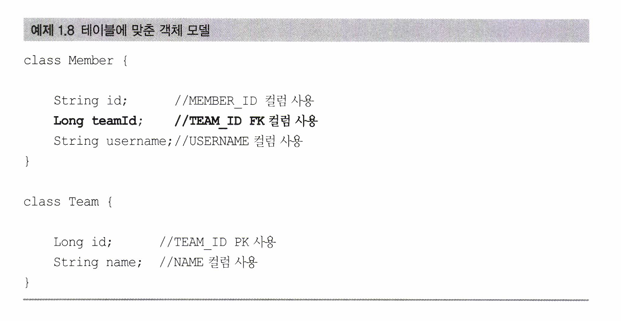 예제 1.8 테이블에 맞춘 객체 모델
class Member {
String id; //MEMBER_ID 컬럼 사용
Long teamId; //TEAM_ID FK 컬럼 사용
String username;//USERNAME 컬럼 사용
}
class Team {
Long id; //TEAM_ID PK 사용
String name; //NAME 컬럼 사용
}